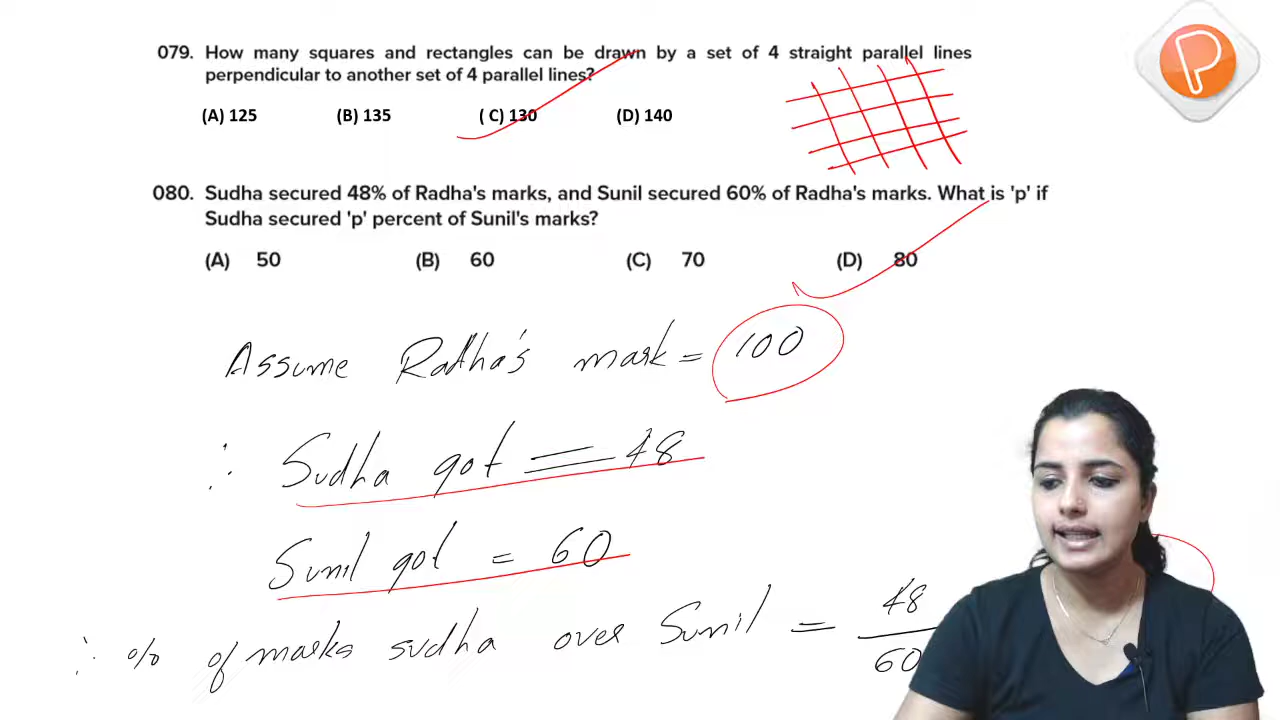 079. How many squares and rectangles can be drawn by a set of 4 straight parallel lines
perpendicular to another set of 4 parallel lines?
(A) 125 (B) 135 ( C) 130 (D) 140
080. Sudha secured 48% of Radha's marks, and Sunil secured 60% of Radha's marks. What is 'p' if
Sudha secured 'p' percent of Sunil's marks?
(A) 50 (B) 60 (C) 70 (D) 80
Assume Radha's mark = 100
∴ Sudha got = 48
Sunil got = 60
∴ % of marks sudha over Sunil = 48
60